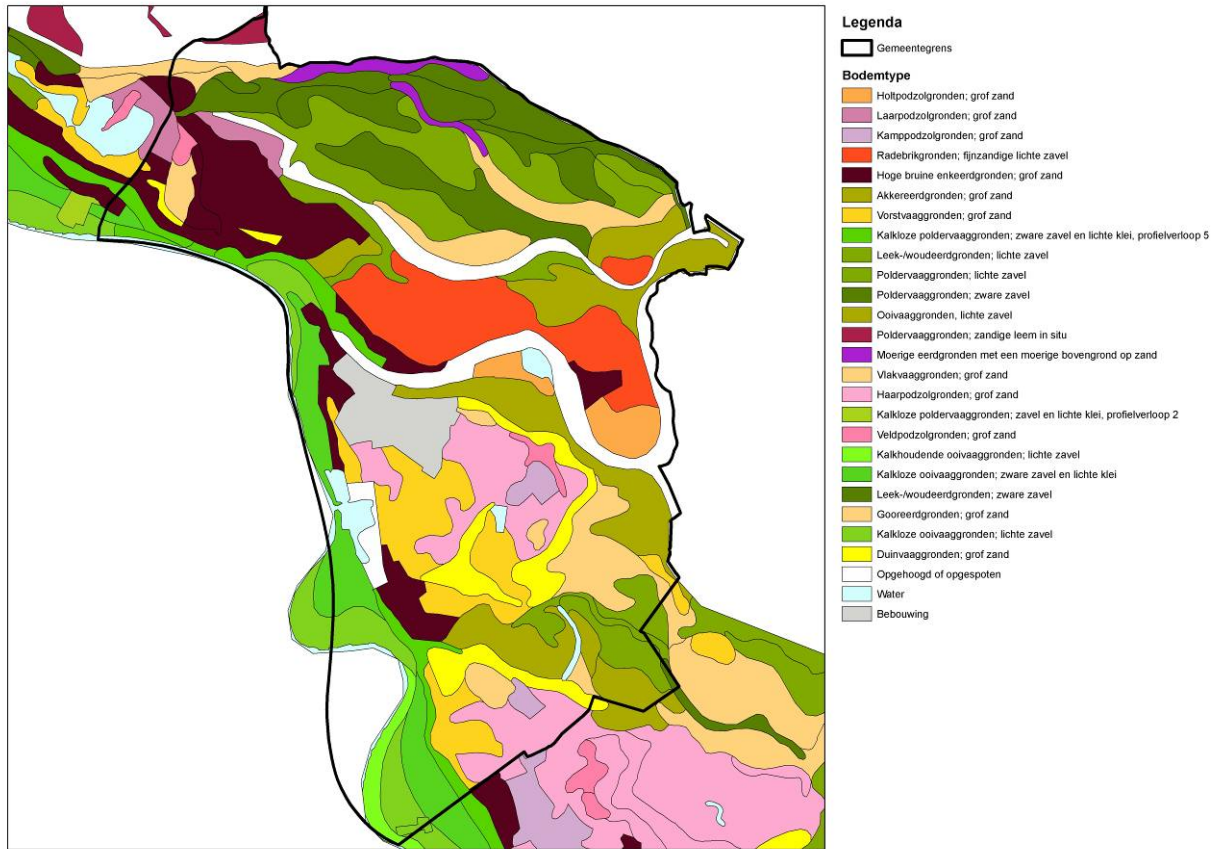 Legenda
Gemeentegrens
Bodemtype
Holtpodzolgronden; grof zand
Laarpodzolgronden; grof zand
Kamppodzolgronden; grof zand
Radebrikgronden; fijnzandige lichte zavel
Hoge bruine enkeerdgronden; grof zand
Akkereerdgronden; grof zand
Vorstvaaggronden; grof zand
Kalkloze poldervaaggronden; zware zavel en lichte klei, profielverloop 5
Leek-/woudeerdgronden; lichte zavel
Poldervaaggronden; lichte zavel
Poldervaaggronden; zware zavel
Ooivaaggronden, lichte zavel
Poldervaaggronden; zandige leem in situ
Moerige eerdgronden met een moerige bovengrond op zand
Vlakvaaggronden; grof zand
Haarpodzolgronden; grof zand
Kalkloze poldervaaggronden; zavel en lichte klei, profielverloop 2
Veldpodzolgronden; grof zand
Kalkhoudende ooivaaggronden; lichte zavel
Kalkloze ooivaaggronden; zware zavel en lichte klei
Leek-/woudeerdgronden; zware zavel
Gooreerdgronden; grof zand
Kalkloze ooivaaggronden; lichte zavel
Duinvaaggronden; grof zand
Opgehoogd of opgespoten
Water
Bebouwing